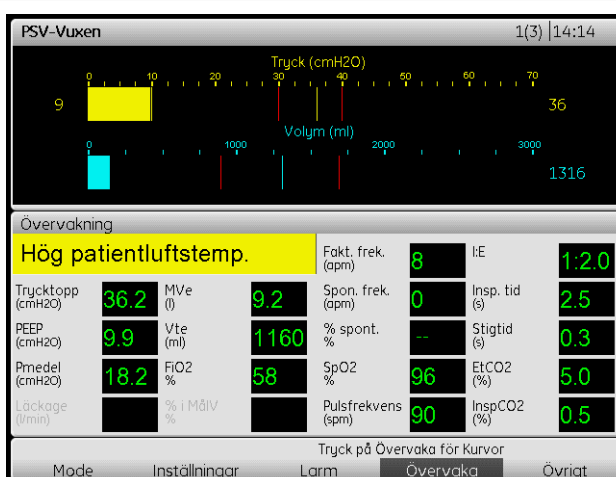 PSV-Vuxen 1(3) 14:14
Tryck (cmH2O)
0 10 20 30 40 50 60 70
9 36
Volym (ml)
0 1000 2000 3000
1316
Övervakning
Hög patientluftstemp.
Fakt. frek. (apm) 8 I:E 1:2.0
Trycktopp (cmH2O) 36.2 MVe (l) 9.2 Spon. frek. (apm) 0 Insp. tid (s) 2.5
PEEP (cmH2O) 9.9 Vte (ml) 1160 % spont. % -- Stigtid (s) 0.3
Pmedel (cmH2O) 18.2 FiO2 % 58 SpO2 % 96 EtCO2 (%) 5.0
Läckage (l/min) % i MålV % Pulsfrekvens (spm) 90 InspCO2 (%) 0.5
Tryck på Övervaka för Kurvor
Mode Inställningar Larm Övervaka Övrigt